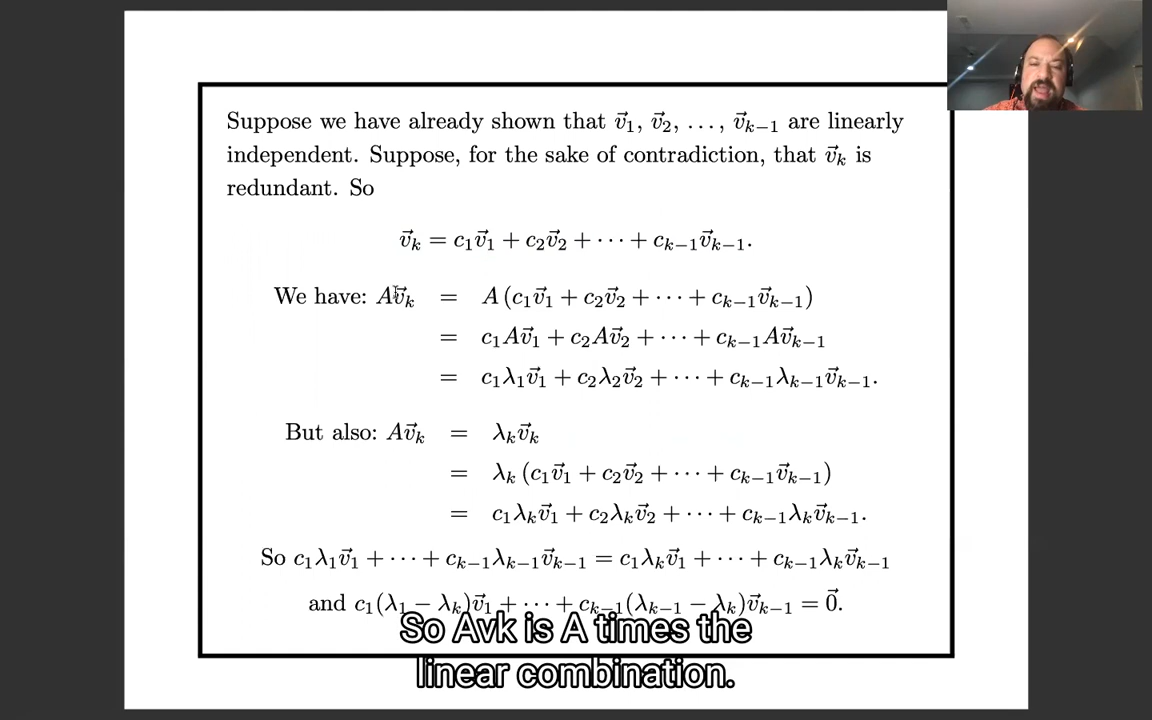 Suppose we have already shown that v⃗₁, v⃗₂, …, v⃗ₖ₋₁ are linearly
independent. Suppose, for the sake of contradiction, that v⃗ₖ is
redundant. So
v⃗ₖ = c₁v⃗₁ + c₂v⃗₂ + ⋯ + cₖ₋₁v⃗ₖ₋₁.
We have: Av⃗ₖ = A (c₁v⃗₁ + c₂v⃗₂ + ⋯ + cₖ₋₁v⃗ₖ₋₁)
= c₁Av⃗₁ + c₂Av⃗₂ + ⋯ + cₖ₋₁Av⃗ₖ₋₁
= c₁λ₁v⃗₁ + c₂λ₂v⃗₂ + ⋯ + cₖ₋₁λₖ₋₁v⃗ₖ₋₁.
But also: Av⃗ₖ = λₖv⃗ₖ
= λₖ (c₁v⃗₁ + c₂v⃗₂ + ⋯ + cₖ₋₁v⃗ₖ₋₁)
= c₁λₖv⃗₁ + c₂λₖv⃗₂ + ⋯ + cₖ₋₁λₖv⃗ₖ₋₁.
So c₁λ₁v⃗₁ + ⋯ + cₖ₋₁λₖ₋₁v⃗ₖ₋₁ = c₁λₖv⃗₁ + ⋯ + cₖ₋₁λₖv⃗ₖ₋₁
and c₁(λ₁ − λₖ)v⃗₁ + ⋯ + cₖ₋₁(λₖ₋₁ − λₖ)v⃗ₖ₋₁ = 0⃗.
So Avk is A times the
linear combination.